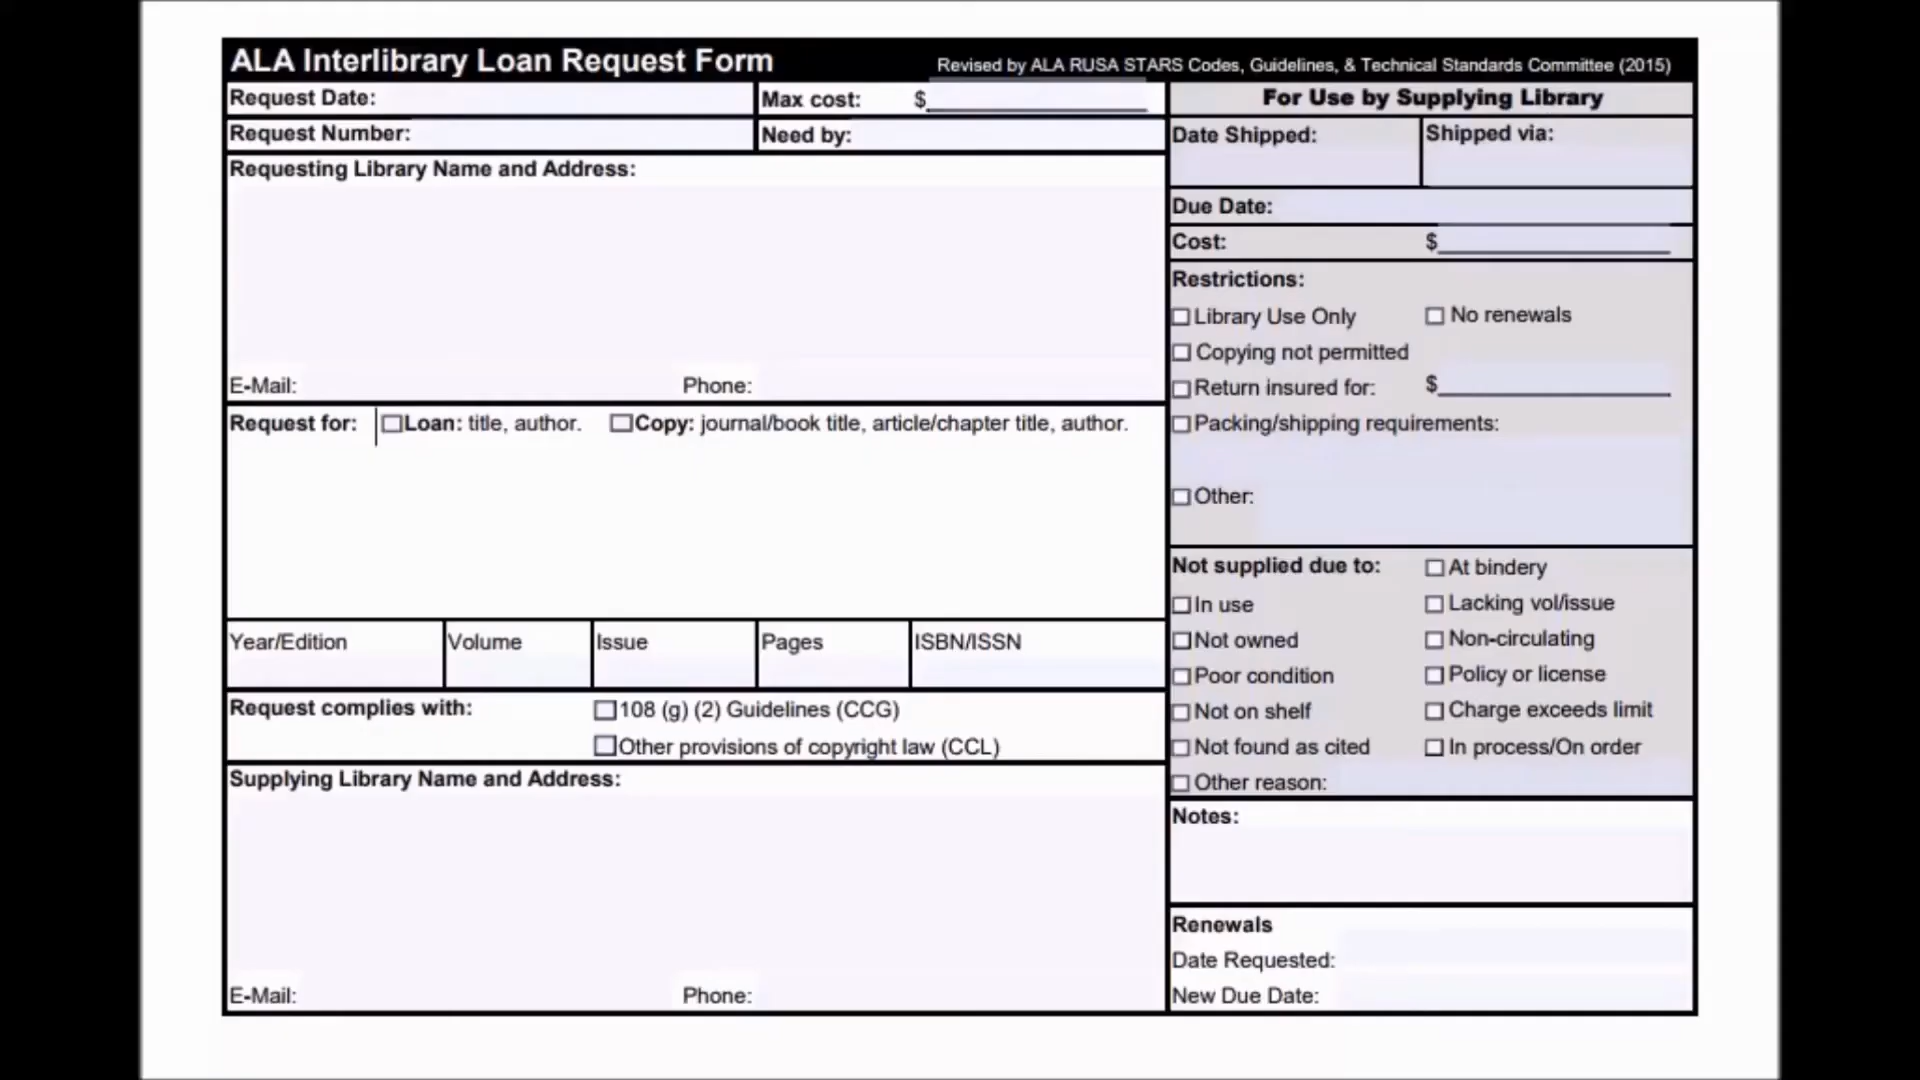 ALA Interlibrary Loan Request Form
Revised by ALA RUSA STARS Codes, Guidelines, & Technical Standards Committee (2015)
Request Date:
Max cost: $
Request Number:
Need by:
Requesting Library Name and Address:
E-Mail:
Phone:
Request for: Loan: title, author. Copy: journal/book title, article/chapter title, author.
Year/Edition
Volume
Issue
Pages
ISBN/ISSN
Request complies with:
108 (g) (2) Guidelines (CCG)
Other provisions of copyright law (CCL)
Supplying Library Name and Address:
E-Mail:
Phone:
For Use by Supplying Library
Date Shipped:
Shipped via:
Due Date:
Cost: $
Restrictions:
Library Use Only
No renewals
Copying not permitted
Return insured for: $
Packing/shipping requirements:
Other:
Not supplied due to:
At bindery
In use
Lacking vol/issue
Not owned
Non-circulating
Poor condition
Policy or license
Not on shelf
Charge exceeds limit
Not found as cited
In process/On order
Other reason:
Notes:
Renewals
Date Requested:
New Due Date: